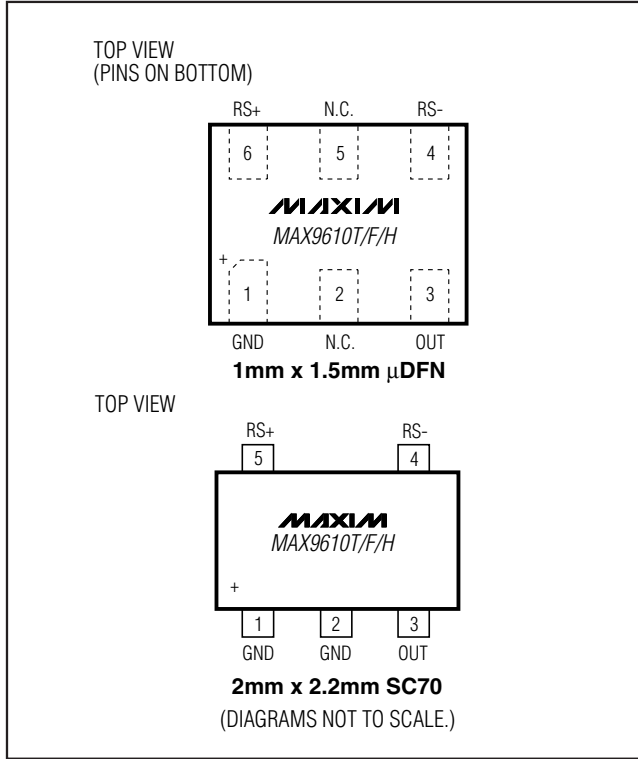 TOP VIEW
(PINS ON BOTTOM)
RS+ N.C. RS-
6 5 4
MAXIM
MAX9610T/F/H
+
1 2 3
GND N.C. OUT
1mm x 1.5mm μDFN
TOP VIEW
RS+ RS-
5 4
MAXIM
MAX9610T/F/H
+
1 2 3
GND GND OUT
2mm x 2.2mm SC70
(DIAGRAMS NOT TO SCALE.)